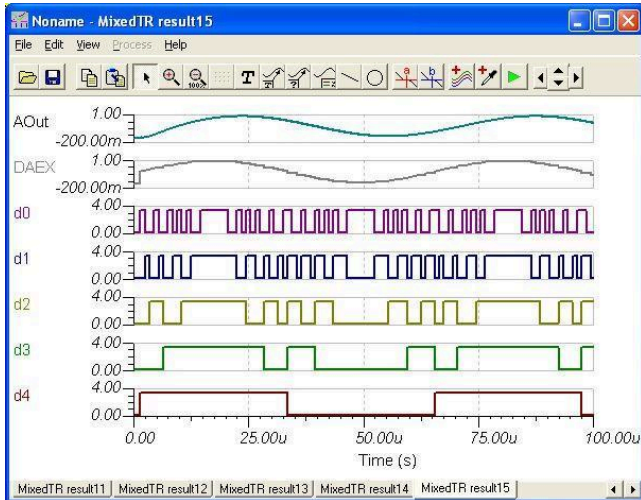 Noname - MixedTR result15
File Edit View Process Help
T
100%
a
b
AOut
1.00
-200.00m
DAEX
1.00
-200.00m
d0
4.00
0.00
d1
4.00
0.00
d2
4.00
0.00
d3
4.00
0.00
d4
4.00
0.00
0.00 25.00u 50.00u 75.00u 100.00u
Time (s)
MixedTR result11 MixedTR result12 MixedTR result13 MixedTR result14 MixedTR result15